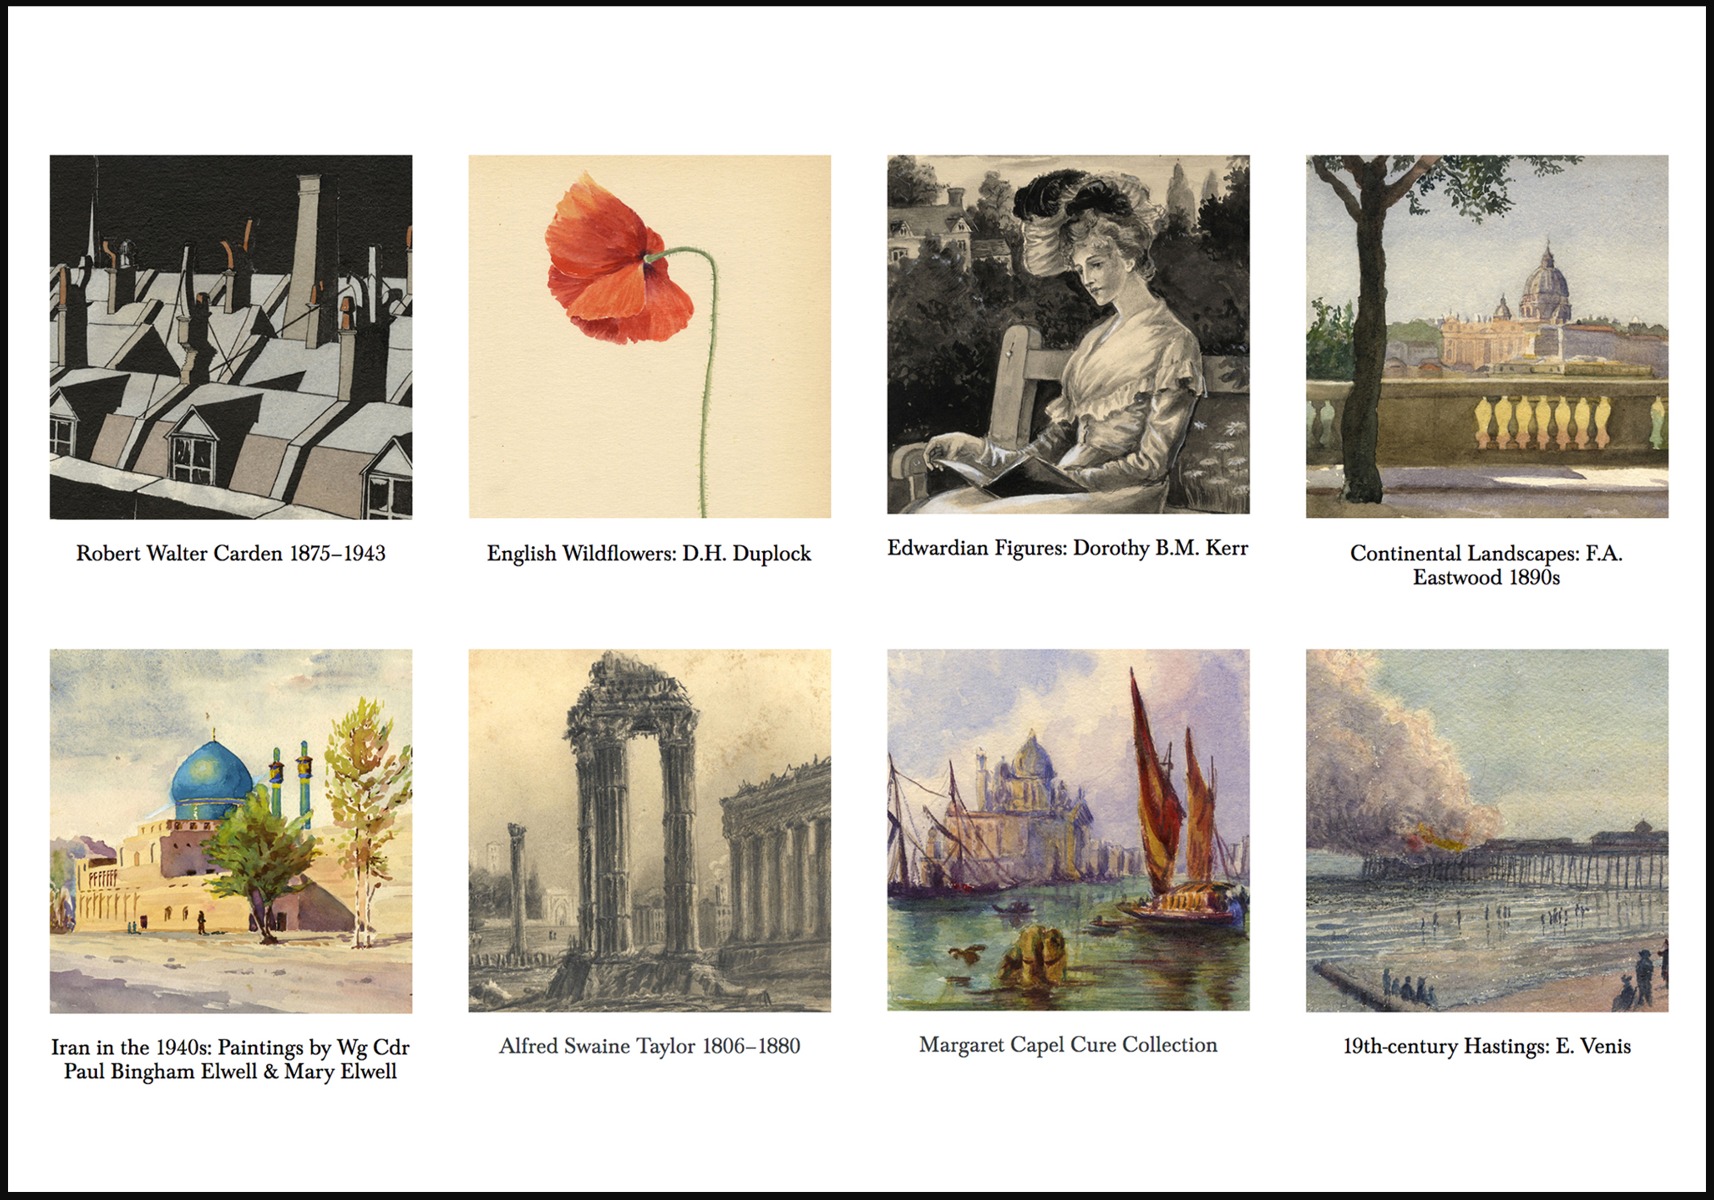 Robert Walter Carden 1875–1943
English Wildflowers: D.H. Duplock
Edwardian Figures: Dorothy B.M. Kerr
Continental Landscapes: F.A.
Eastwood 1890s
Iran in the 1940s: Paintings by Wg Cdr
Paul Bingham Elwell & Mary Elwell
Alfred Swaine Taylor 1806–1880
Margaret Capel Cure Collection
19th-century Hastings: E. Venis